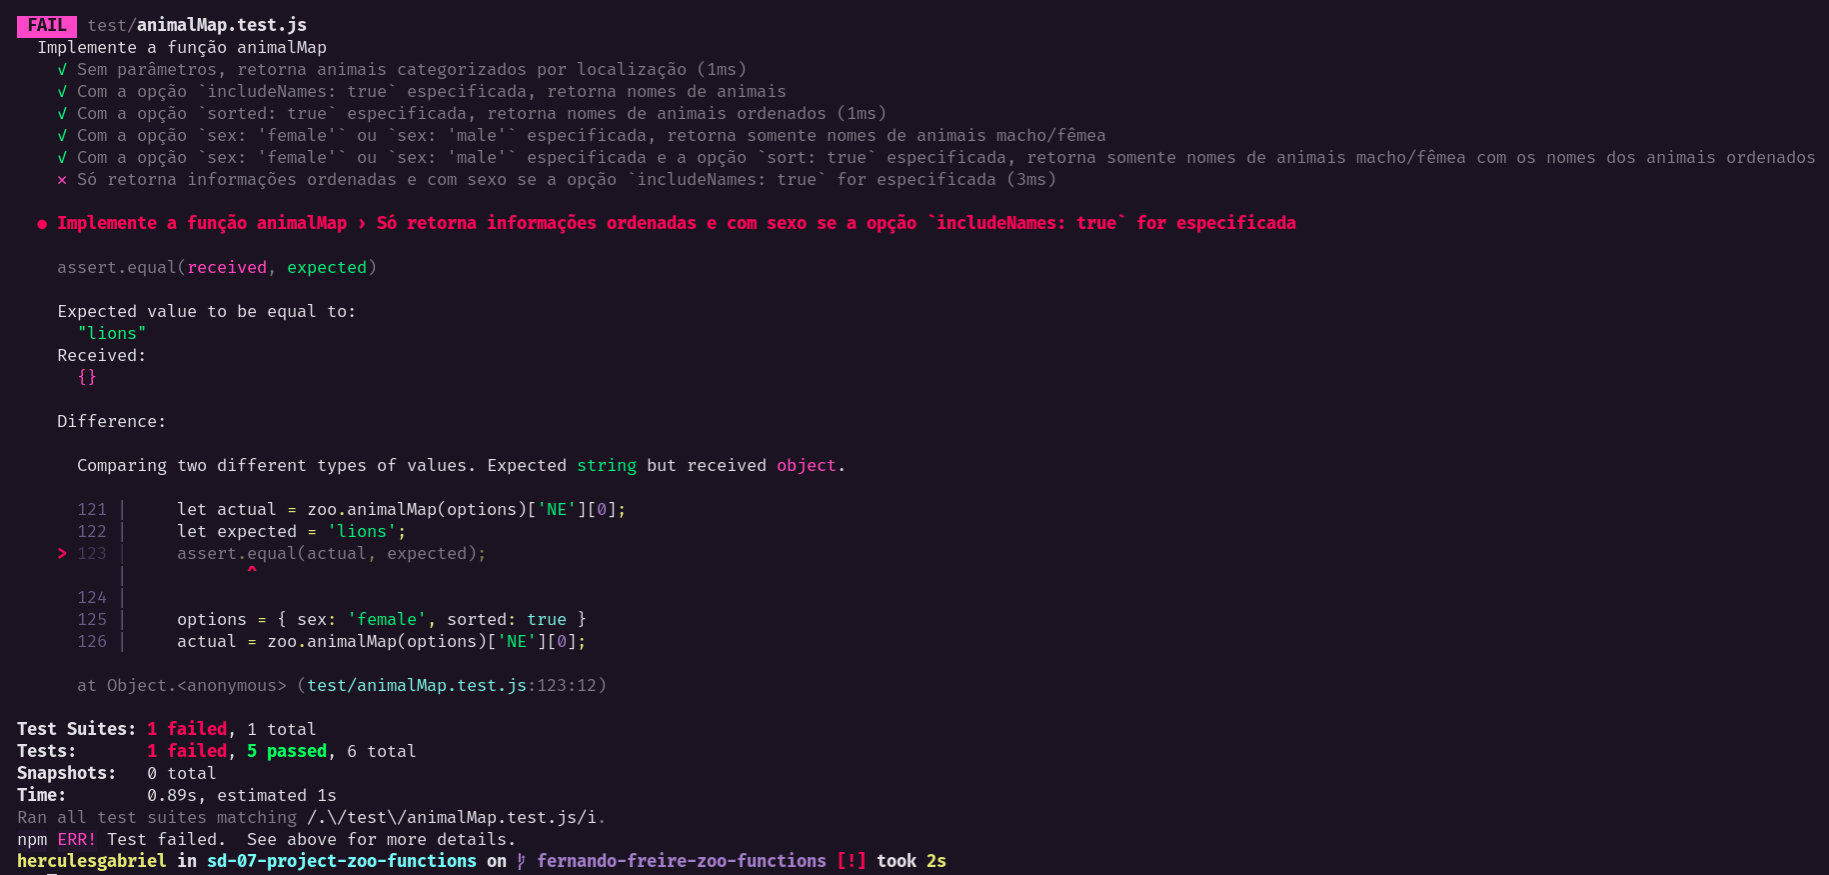 FAIL test/animalMap.test.js
Implemente a função animalMap
√ Sem parâmetros, retorna animais categorizados por localização (1ms)
√ Com a opção `includeNames: true` especificada, retorna nomes de animais
√ Com a opção `sorted: true` especificada, retorna nomes de animais ordenados (1ms)
√ Com a opção `sex: 'female'` ou `sex: 'male'` especificada, retorna somente nomes de animais macho/fêmea
√ Com a opção `sex: 'female'` ou `sex: 'male'` especificada e a opção `sort: true` especificada, retorna somente nomes de animais macho/fêmea com os nomes dos animais ordenados
× Só retorna informações ordenadas e com sexo se a opção `includeNames: true` for especificada (3ms)
● Implemente a função animalMap › Só retorna informações ordenadas e com sexo se a opção `includeNames: true` for especificada
assert.equal(received, expected)
Expected value to be equal to:
"lions"
Received:
{}
Difference:
Comparing two different types of values. Expected string but received object.
121 | let actual = zoo.animalMap(options)['NE'][0];
122 | let expected = 'lions';
> 123 | assert.equal(actual, expected);
| ^
124 |
125 | options = { sex: 'female', sorted: true }
126 | actual = zoo.animalMap(options)['NE'][0];
at Object.<anonymous> (test/animalMap.test.js:123:12)
Test Suites: 1 failed, 1 total
Tests: 1 failed, 5 passed, 6 total
Snapshots: 0 total
Time: 0.89s, estimated 1s
Ran all test suites matching /.\/test\/animalMap.test.js/i.
npm ERR! Test failed. See above for more details.
herculesgabriel in sd-07-project-zoo-functions on fernando-freire-zoo-functions [!] took 2s